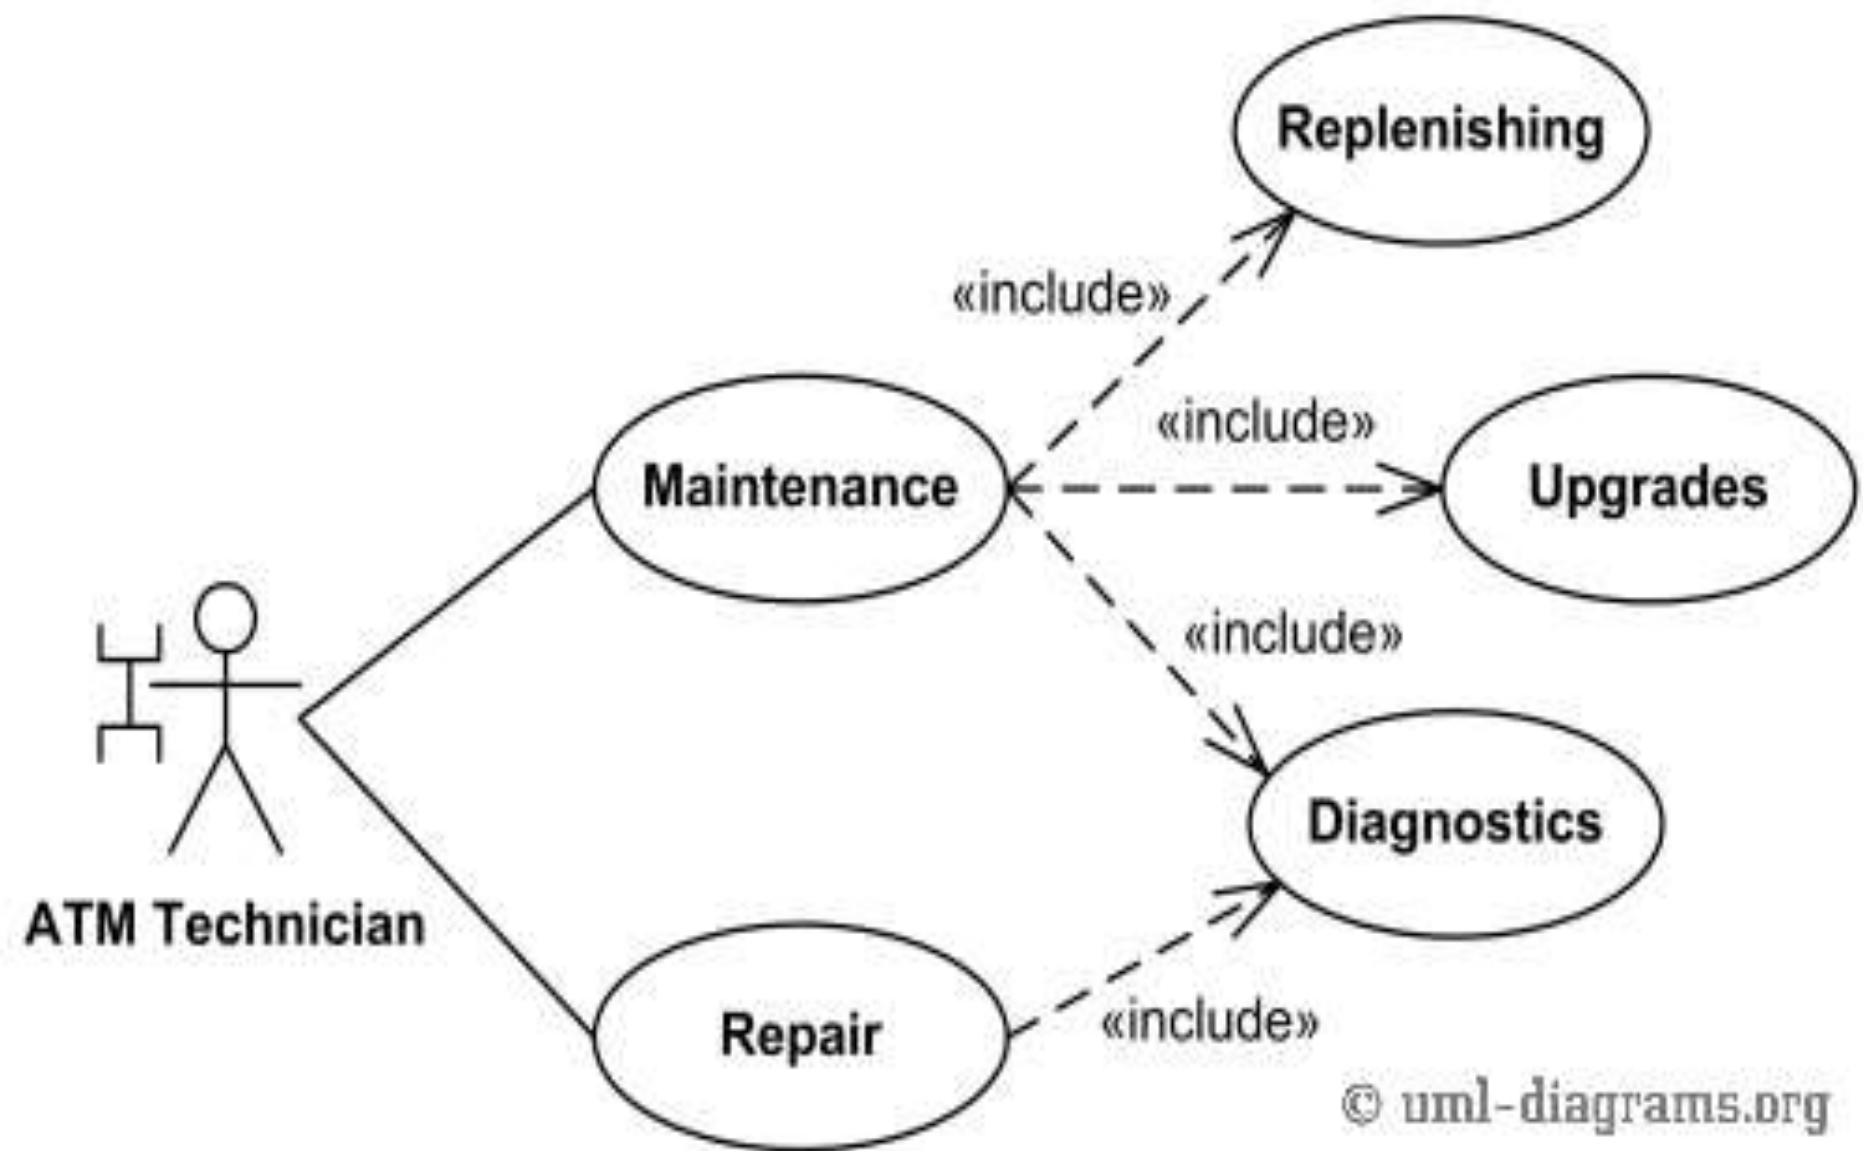 Replenishing
«include»
«include»
Maintenance
Upgrades
«include»
Diagnostics
ATM Technician
Repair
«include»
© uml-diagrams.org